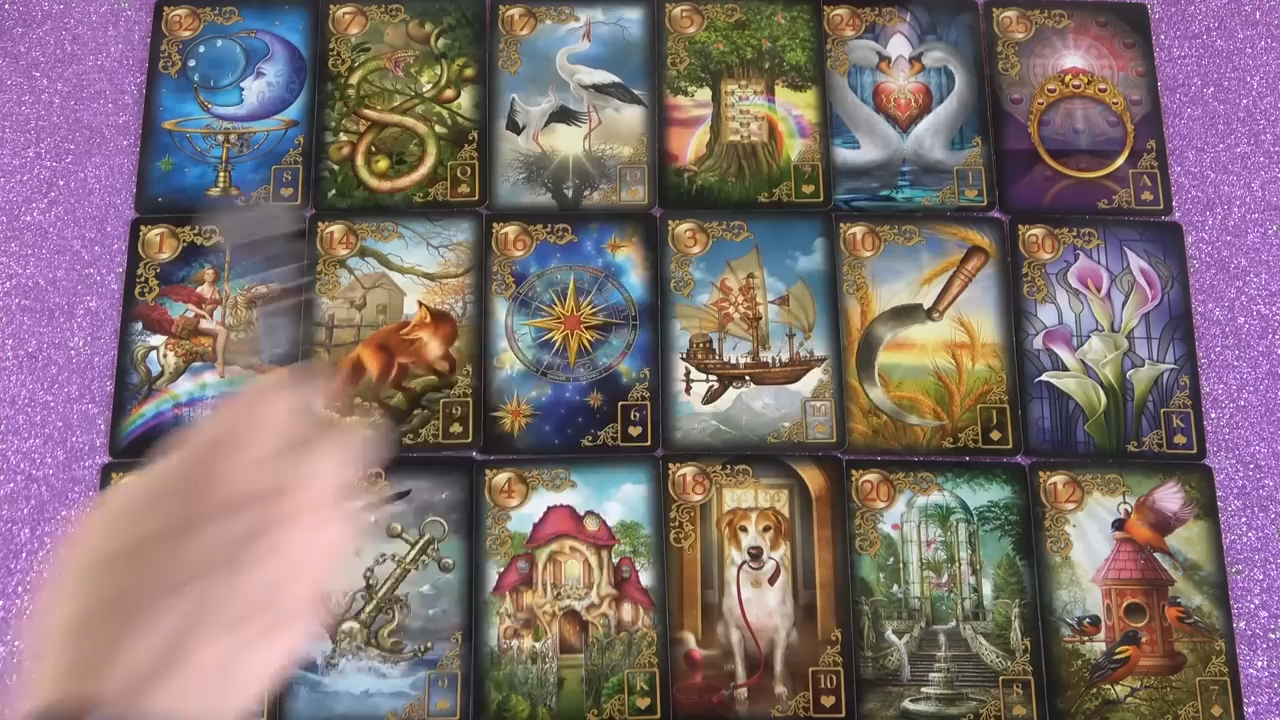 32 7 17 5 24 25
8 Q 7 J A
1 14 16 3 10 30
9 6 10 J K
4 18 20 12
9 K 10 8 7